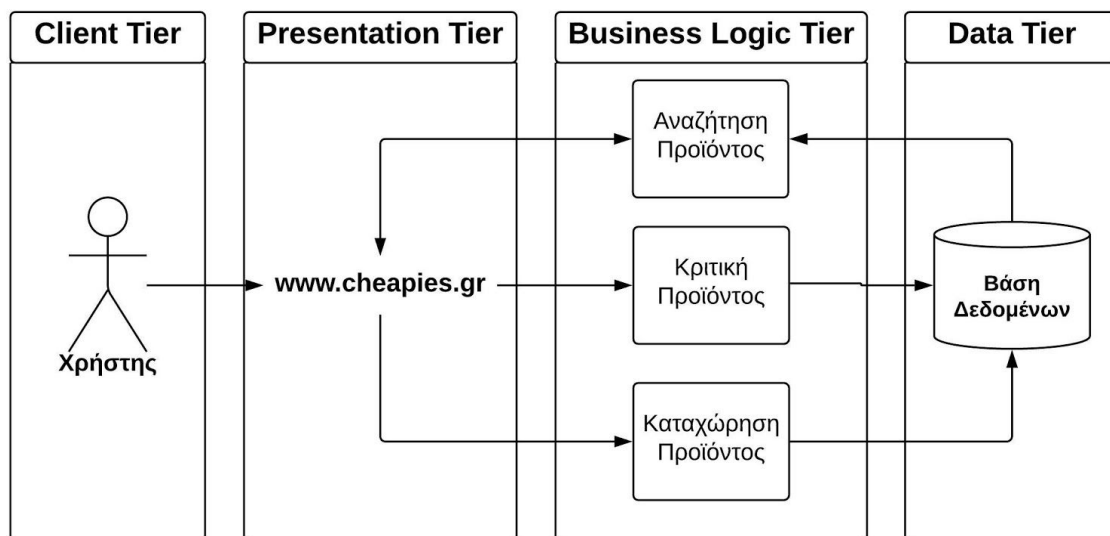 Client Tier
Presentation Tier
Business Logic Tier
Data Tier
Αναζήτηση
Προϊόντος
www.cheapies.gr
Κριτική
Προϊόντος
Βάση
Δεδομένων
Χρήστης
Καταχώρηση
Προϊόντος